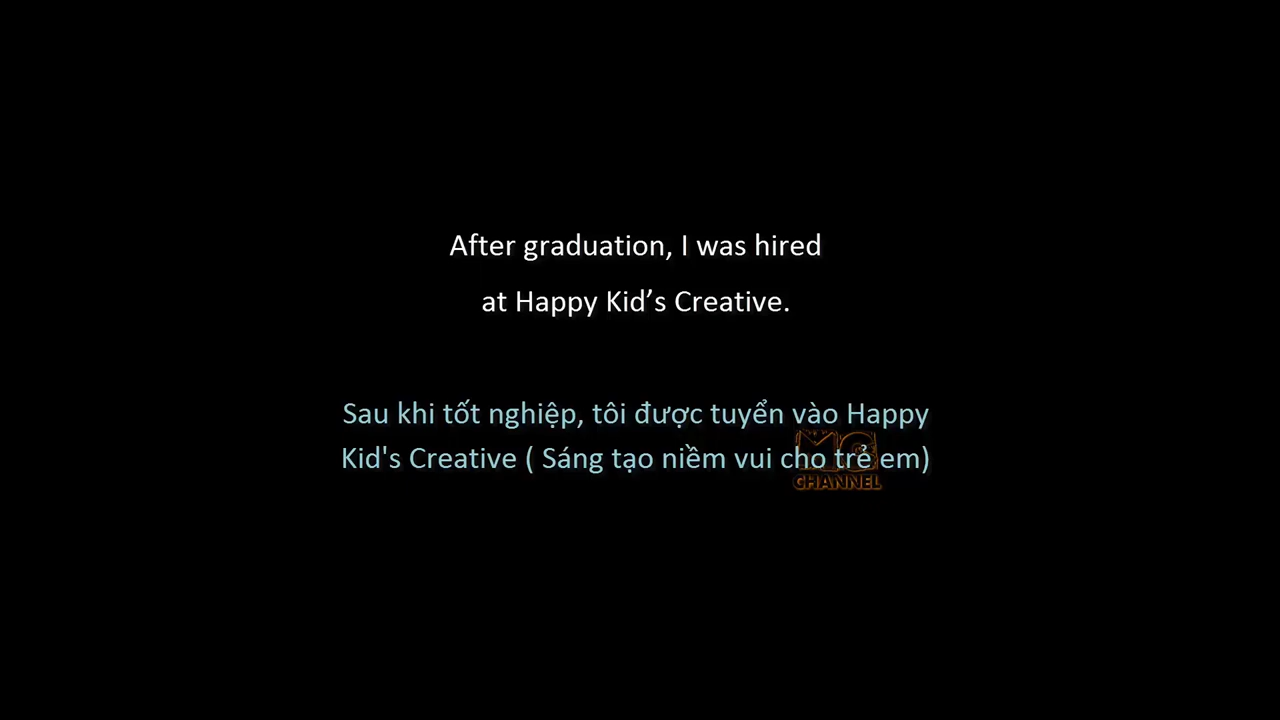 After graduation, I was hired
at Happy Kid’s Creative.
Sau khi tốt nghiệp, tôi được tuyển vào Happy
Kid's Creative ( Sáng tạo niềm vui cho trẻ em)
MG
CHANNEL